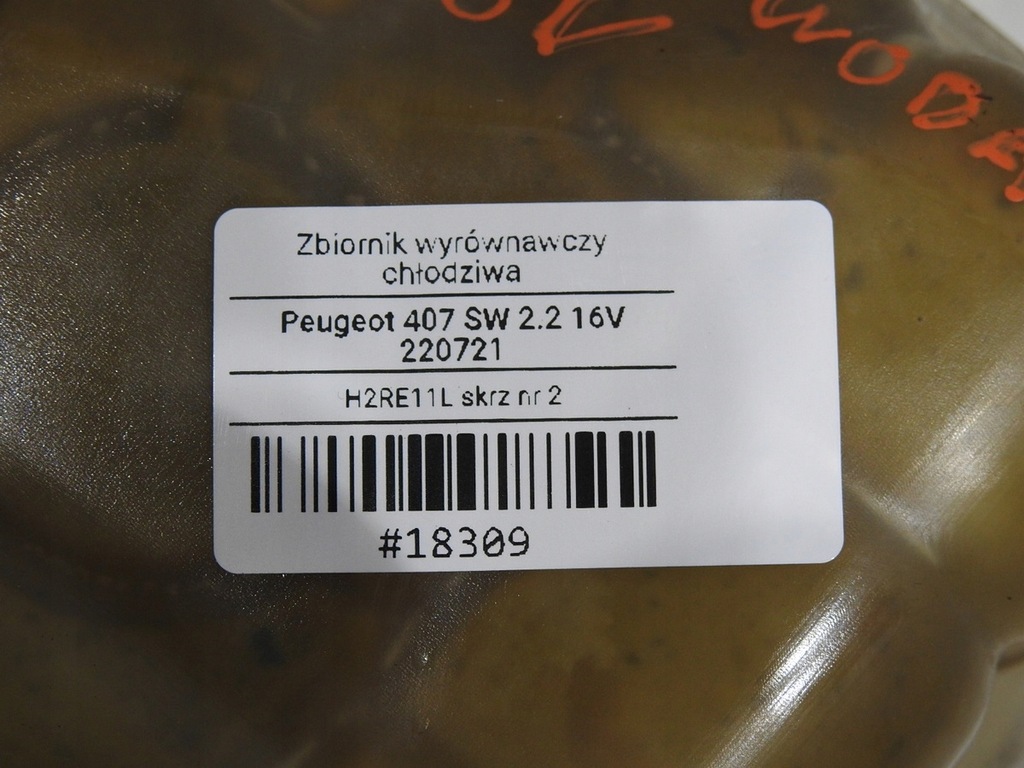 Zbiornik wyrównawczy
chłodziwa
Peugeot 407 SW 2.2 16V
220721
H2RE11L skrz nr 2
#18309